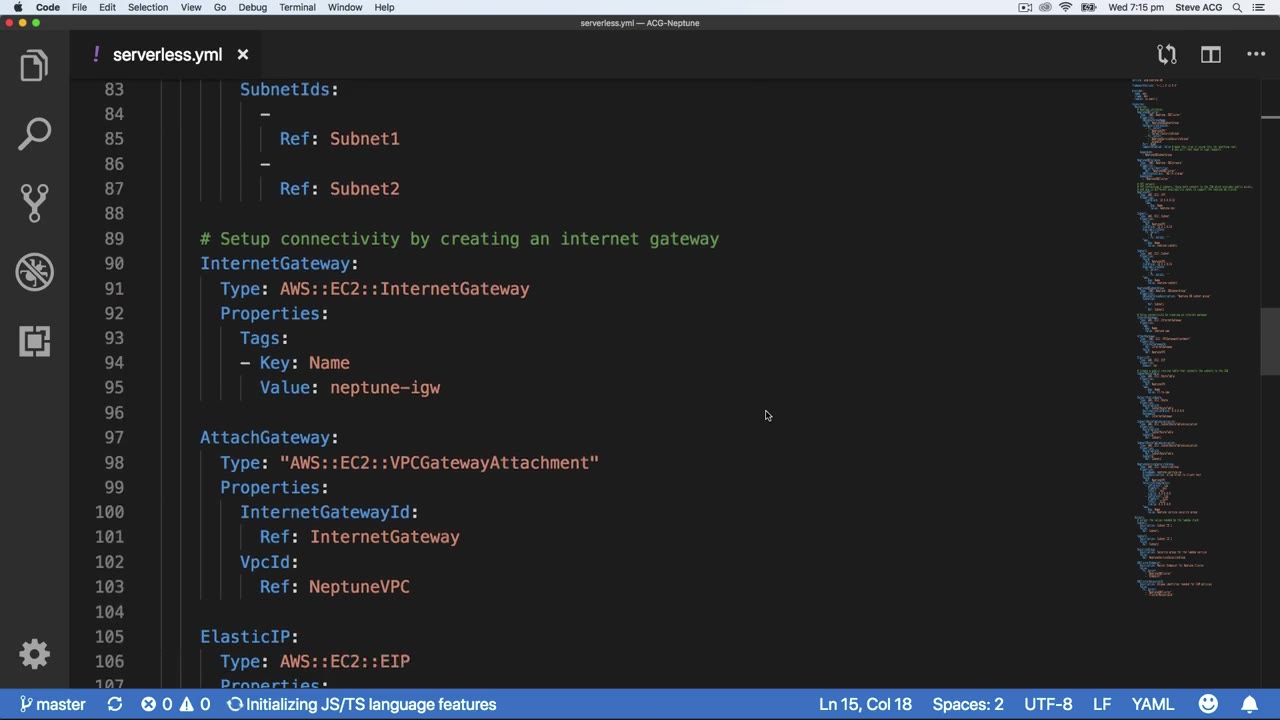 Code File Edit Selection View Go Debug Terminal Window Help Wed 7:15 pm Steve ACG
serverless.yml — ACG-Neptune
! serverless.yml
83 SubnetIds:
84 -
85 Ref: Subnet1
86 -
87 Ref: Subnet2
88
89 # Setup connectivity by creating an internet gateway
90 InternetGateway:
91 Type: AWS::EC2::InternetGateway
92 Properties:
93 Tags:
94 - Key: Name
95 Value: neptune-igw
96
97 AttachGateway:
98 Type: "AWS::EC2::VPCGatewayAttachment"
99 Properties:
100 InternetGatewayId:
101 Ref: InternetGateway
102 VpcId:
103 Ref: NeptuneVPC
104
105 ElasticIP:
106 Type: AWS::EC2::EIP
107 Properties:
master 0 0 Initializing JS/TS language features Ln 15, Col 18 Spaces: 2 UTF-8 LF YAML